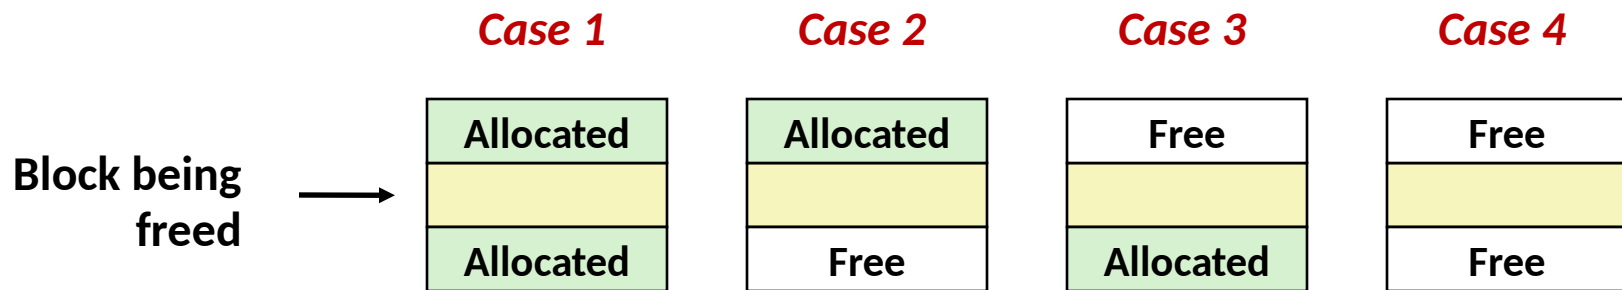 Case 1 Case 2 Case 3 Case 4
Allocated Allocated Free Free
Block being
freed
Allocated Free Allocated Free